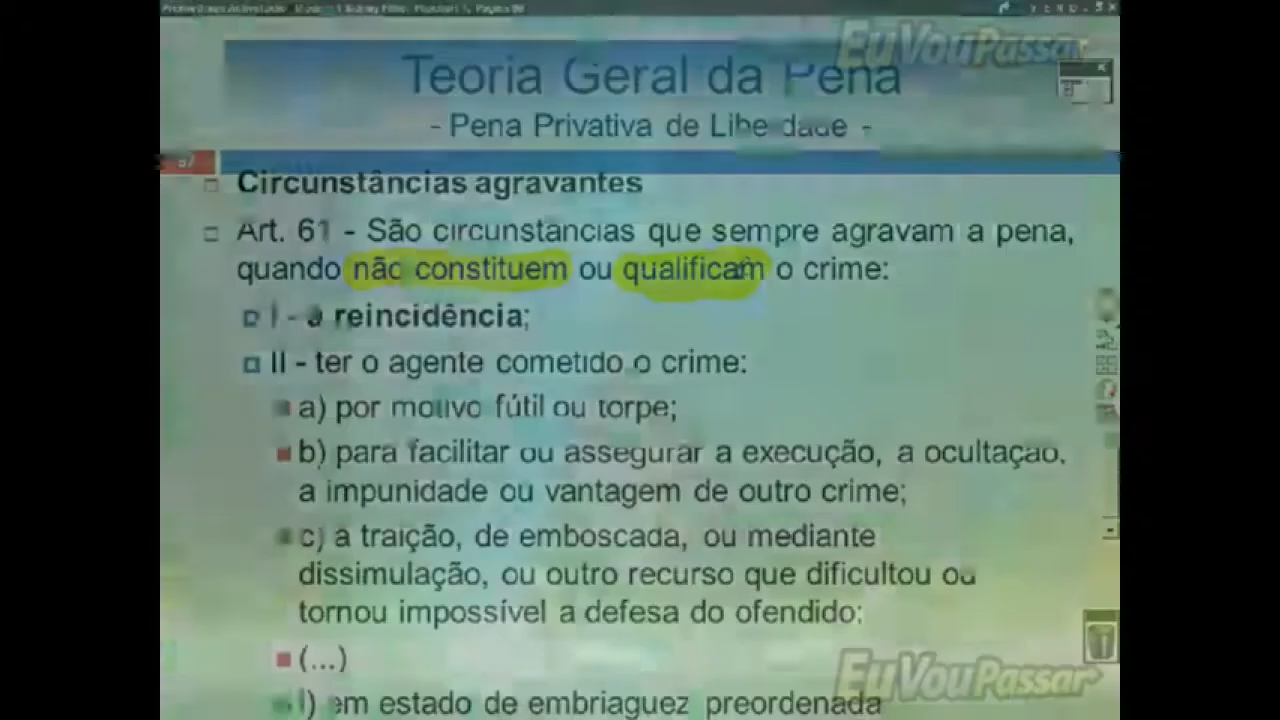 EuVouPassar
Teoria Geral da Pena
- Pena Privativa de Liberdade -
57
Circunstâncias agravantes
Art. 61 - São circunstâncias que sempre agravam a pena,
quando não constituem ou qualificam o crime:
I - a reincidência;
II - ter o agente cometido o crime:
a) por motivo fútil ou torpe;
b) para facilitar ou assegurar a execução, a ocultação,
a impunidade ou vantagem de outro crime;
c) à traição, de emboscada, ou mediante
dissimulação, ou outro recurso que dificultou ou
tornou impossível a defesa do ofendido;
(...)
l) em estado de embriaguez preordenada
EuVouPassar